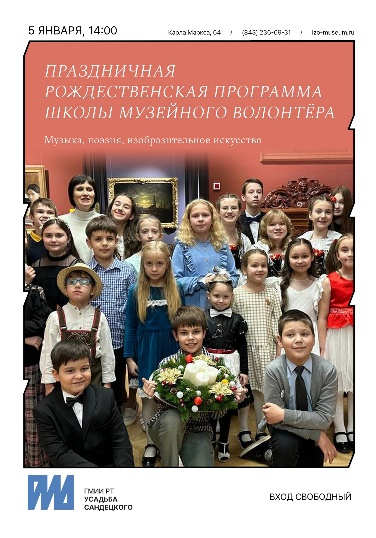 5 ЯНВАРЯ, 14:00
Карла Маркса, 64 / (843) 236-69-31 / izo-museum.ru
ПРАЗДНИЧНАЯ
РОЖДЕСТВЕНСКАЯ ПРОГРАММА
ШКОЛЫ МУЗЕЙНОГО ВОЛОНТЁРА
Музыка, поэзия, изобразительное искусство
ГМИИ РТ
УСАДЬБА
САНДЕЦКОГО
ВХОД СВОБОДНЫЙ